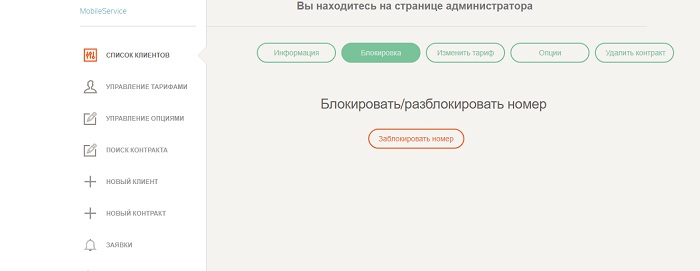 MobileService
Вы находитесь на странице администратора
СПИСОК КЛИЕНТОВ
УПРАВЛЕНИЕ ТАРИФАМИ
УПРАВЛЕНИЕ ОПЦИЯМИ
ПОИСК КОНТРАКТА
НОВЫЙ КЛИЕНТ
НОВЫЙ КОНТРАКТ
ЗАЯВКИ
Информация Блокировка Изменить тариф Опции Удалить контракт
Блокировать/разблокировать номер
Заблокировать номер